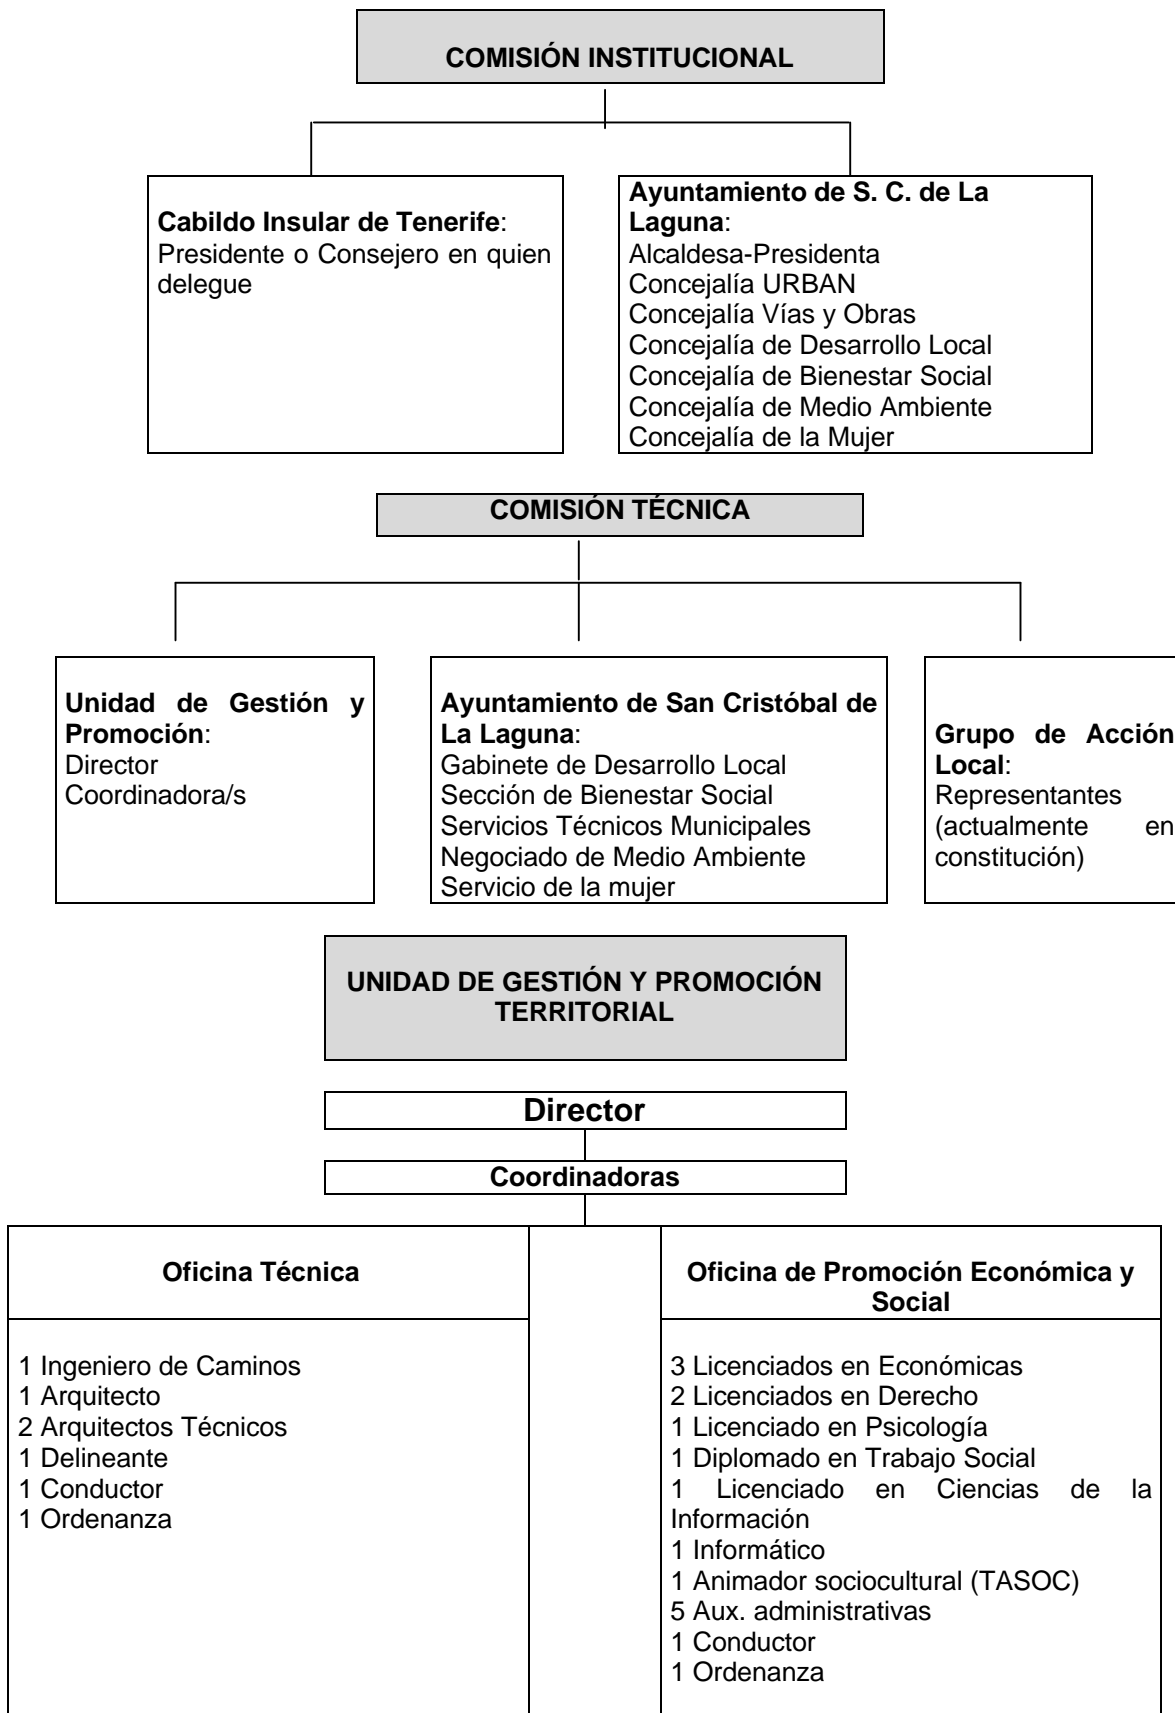 COMISIÓN INSTITUCIONAL
Cabildo Insular de Tenerife:
Presidente o Consejero en quien
delegue
Ayuntamiento de S. C. de La
Laguna:
Alcaldesa-Presidenta
Concejalía URBAN
Concejalía Vías y Obras
Concejalía de Desarrollo Local
Concejalía de Bienestar Social
Concejalía de Medio Ambiente
Concejalía de la Mujer
COMISIÓN TÉCNICA
Unidad de Gestión y
Promoción:
Director
Coordinadora/s
Ayuntamiento de San Cristóbal de
La Laguna:
Gabinete de Desarrollo Local
Sección de Bienestar Social
Servicios Técnicos Municipales
Negociado de Medio Ambiente
Servicio de la mujer
Grupo de Acción
Local:
Representantes
(actualmente en
constitución)
UNIDAD DE GESTIÓN Y PROMOCIÓN
TERRITORIAL
Director
Coordinadoras
Oficina Técnica
1 Ingeniero de Caminos
1 Arquitecto
2 Arquitectos Técnicos
1 Delineante
1 Conductor
1 Ordenanza
Oficina de Promoción Económica y
Social
3 Licenciados en Económicas
2 Licenciados en Derecho
1 Licenciado en Psicología
1 Diplomado en Trabajo Social
1 Licenciado en Ciencias de la
Información
1 Informático
1 Animador sociocultural (TASOC)
5 Aux. administrativas
1 Conductor
1 Ordenanza